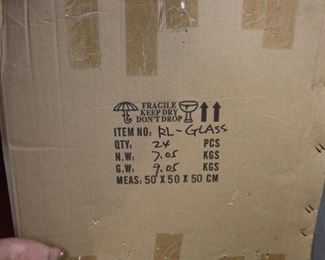 FRAGILE
KEEP DRY
DON'T DROP
ITEM NO: RL-GLASS
QTY: 24 PCS
N.W: 7.05 KGS
G.W: 9.05 KGS
MEAS: 50 X 50 X 50 CM